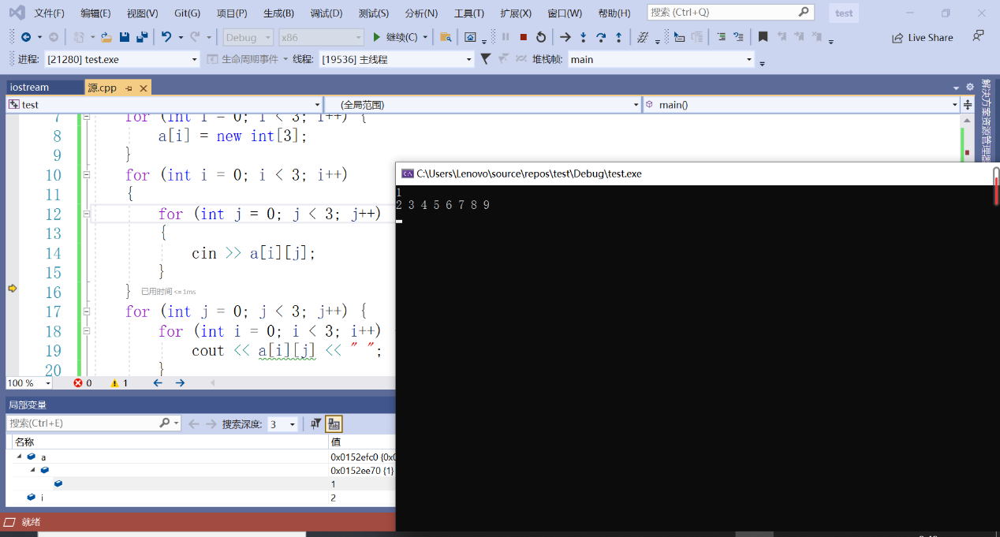 文件(F) 编辑(E) 视图(V) Git(G) 项目(P) 生成(B) 调试(D) 测试(S) 分析(N) 工具(T) 扩展(X) 窗口(W) 帮助(H) 搜索 (Ctrl+Q) test
Debug x86 继续(C) Live Share
进程: [21280] test.exe 生命周期事件 线程: [19536] 主线程 堆栈帧: main
iostream 源.cpp
解决方案资源管理器
test (全局范围) main()
7 for (int i = 0; i < 3; i++) {
8 a[i] = new int[3];
9 }
10 for (int i = 0; i < 3; i++)
11 {
12 for (int j = 0; j < 3; j++)
13 {
14 cin >> a[i][j];
15 }
16 } 已用时间 <=1ms
17 for (int j = 0; j < 3; j++) {
18 for (int i = 0; i < 3; i++)
19 cout << a[i][j] << " ";
20 }
100 % 0 1
C:\Users\Lenovo\source\repos\test\Debug\test.exe
1
2 3 4 5 6 7 8 9
局部变量
搜索(Ctrl+E) 搜索深度: 3
名称 值
a 0x0152efc0 {0x0
0x0152ee70 {1}
1
i 2
就绪